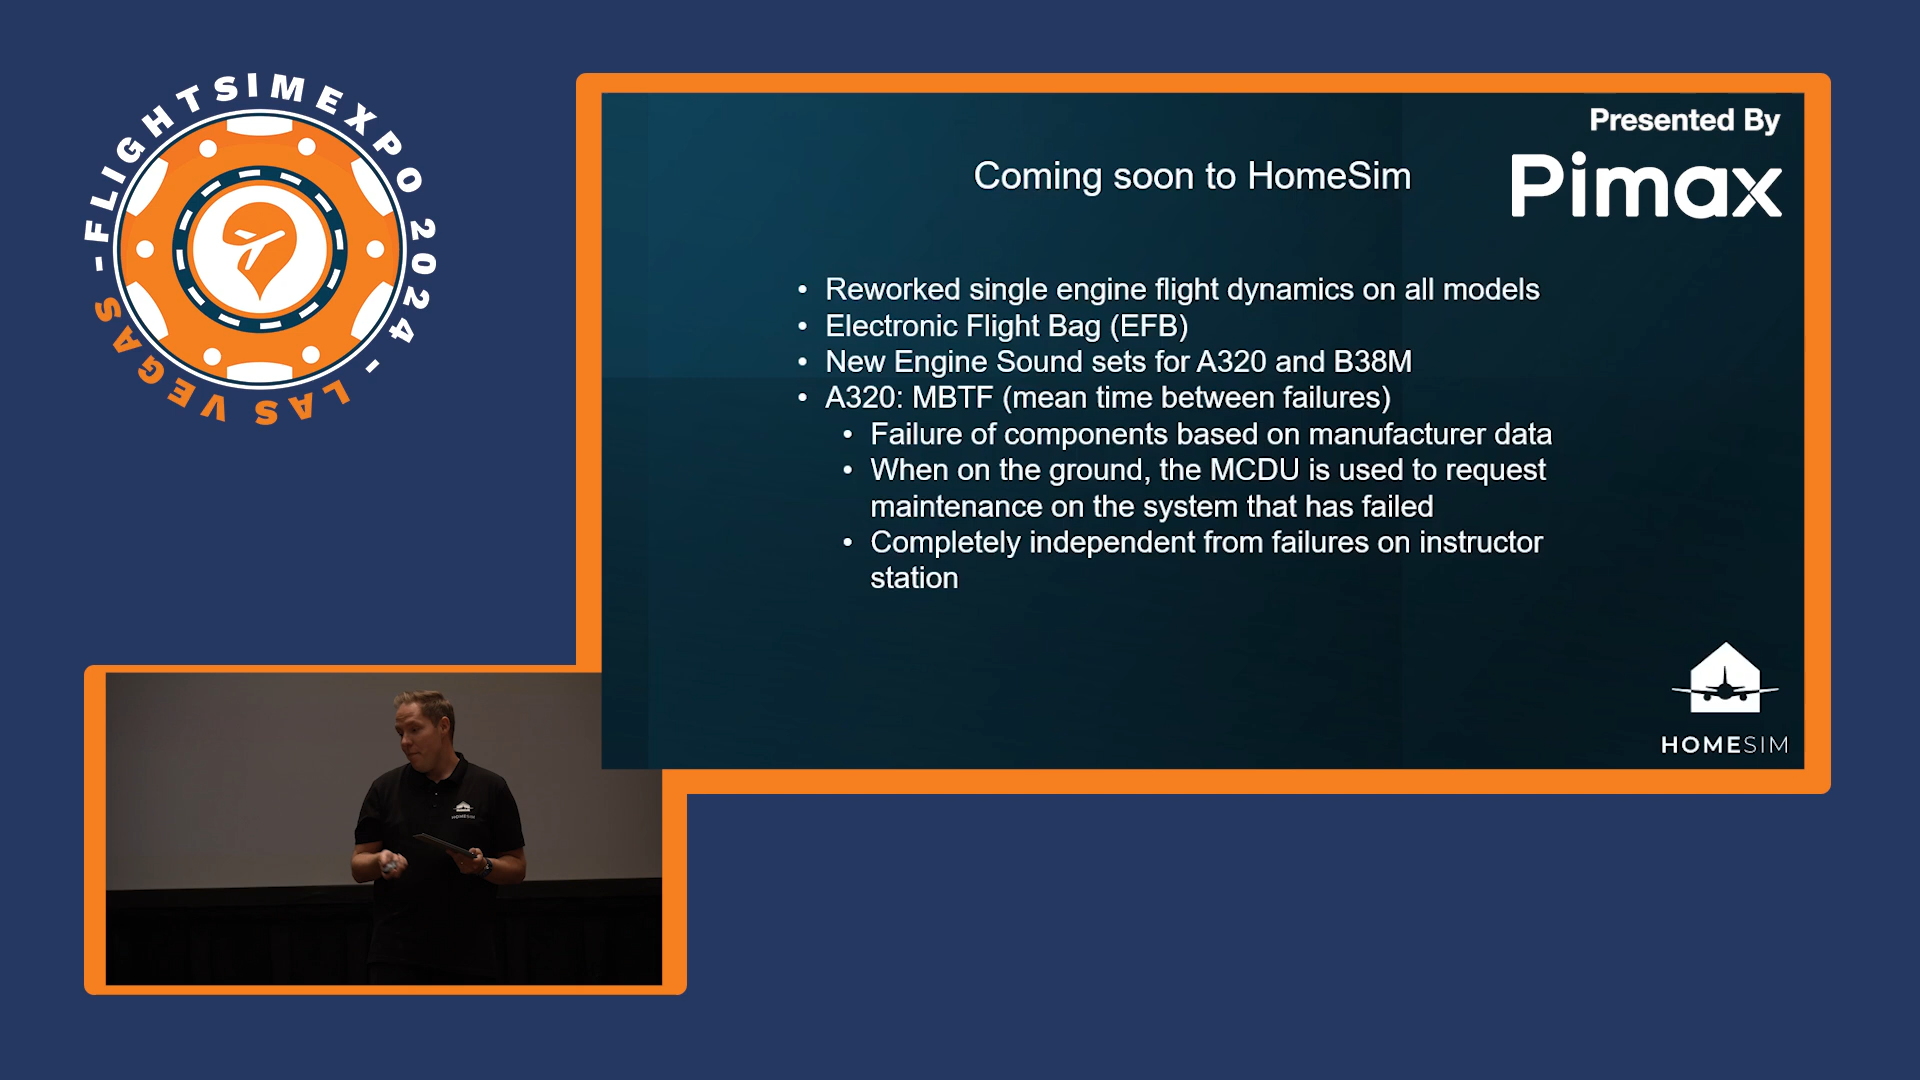 FLIGHTSIMEXPO 2024 - LAS VEGAS -
Presented By
Pimax
Coming soon to HomeSim
• Reworked single engine flight dynamics on all models
• Electronic Flight Bag (EFB)
• New Engine Sound sets for A320 and B38M
• A320: MBTF (mean time between failures)
• Failure of components based on manufacturer data
• When on the ground, the MCDU is used to request
maintenance on the system that has failed
• Completely independent from failures on instructor
station
HOMESIM
HOMESIM